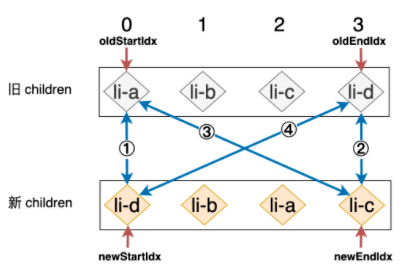 0 1 2 3
oldStartIdx oldEndIdx
旧 children li-a li-b li-c li-d
① ③ ④ ②
新 children li-d li-b li-a li-c
newStartIdx newEndIdx